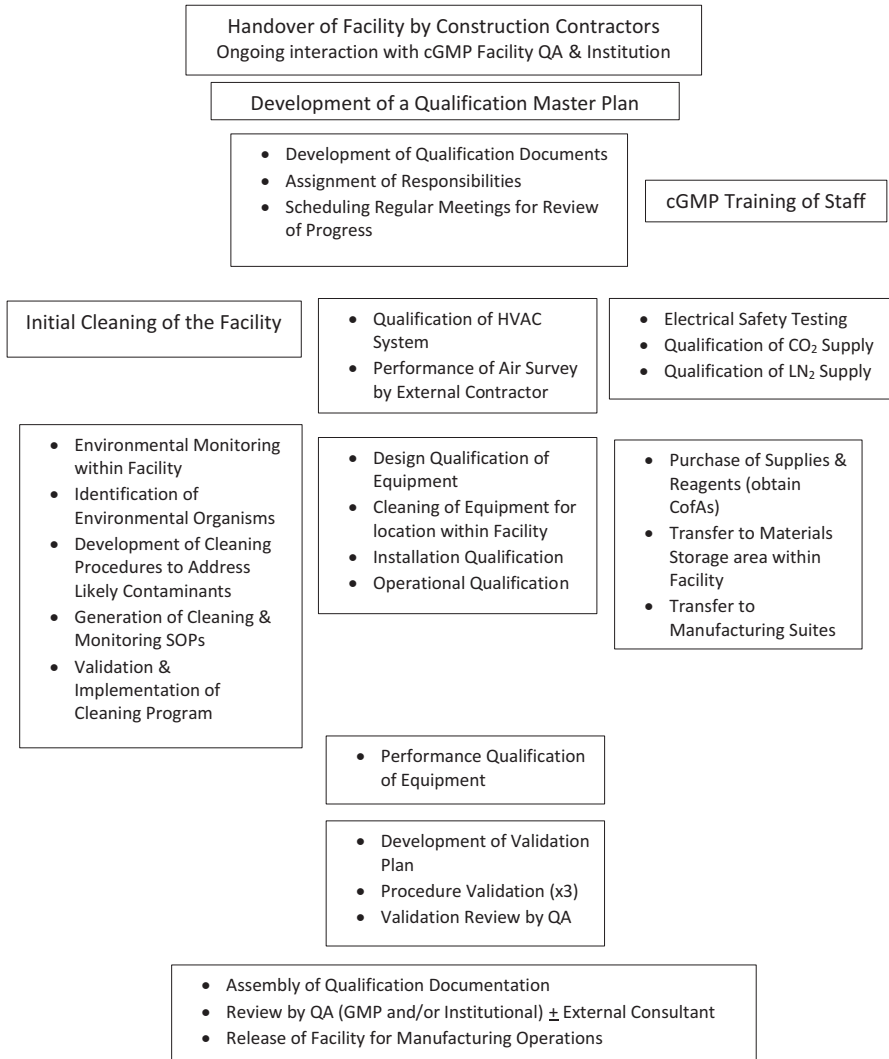 Handover of Facility by Construction Contractors
Ongoing interaction with cGMP Facility QA & Institution
Development of a Qualification Master Plan
• Development of Qualification Documents
• Assignment of Responsibilities
• Scheduling Regular Meetings for Review
of Progress
cGMP Training of Staff
Initial Cleaning of the Facility
• Qualification of HVAC
System
• Performance of Air Survey
by External Contractor
• Electrical Safety Testing
• Qualification of CO₂ Supply
• Qualification of LN₂ Supply
• Environmental Monitoring
within Facility
• Identification of
Environmental Organisms
• Development of Cleaning
Procedures to Address
Likely Contaminants
• Generation of Cleaning &
Monitoring SOPs
• Validation &
Implementation of
Cleaning Program
• Design Qualification of
Equipment
• Cleaning of Equipment for
location within Facility
• Installation Qualification
• Operational Qualification
• Purchase of Supplies &
Reagents (obtain
CofAs)
• Transfer to Materials
Storage area within
Facility
• Transfer to
Manufacturing Suites
• Performance Qualification
of Equipment
• Development of Validation
Plan
• Procedure Validation (x3)
• Validation Review by QA
• Assembly of Qualification Documentation
• Review by QA (GMP and/or Institutional) ± External Consultant
• Release of Facility for Manufacturing Operations